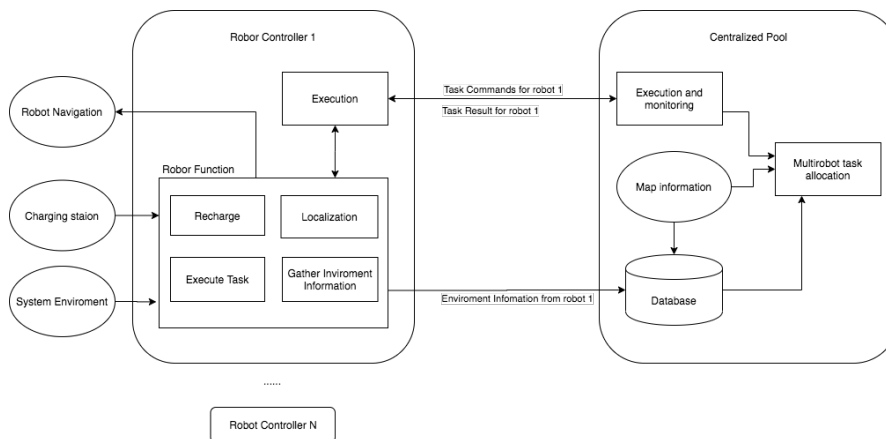 Robor Controller 1
Centralized Pool
Robot Navigation
Execution
Task Commands for robot 1
Task Result for robot 1
Execution and
monitoring
Multirobot task
allocation
Robor Function
Map information
Charging staion
Recharge
Localization
System Enviroment
Execute Task
Gather Inviroment
Information
Enviroment Infomation from robot 1
Database
......
Robot Controller N